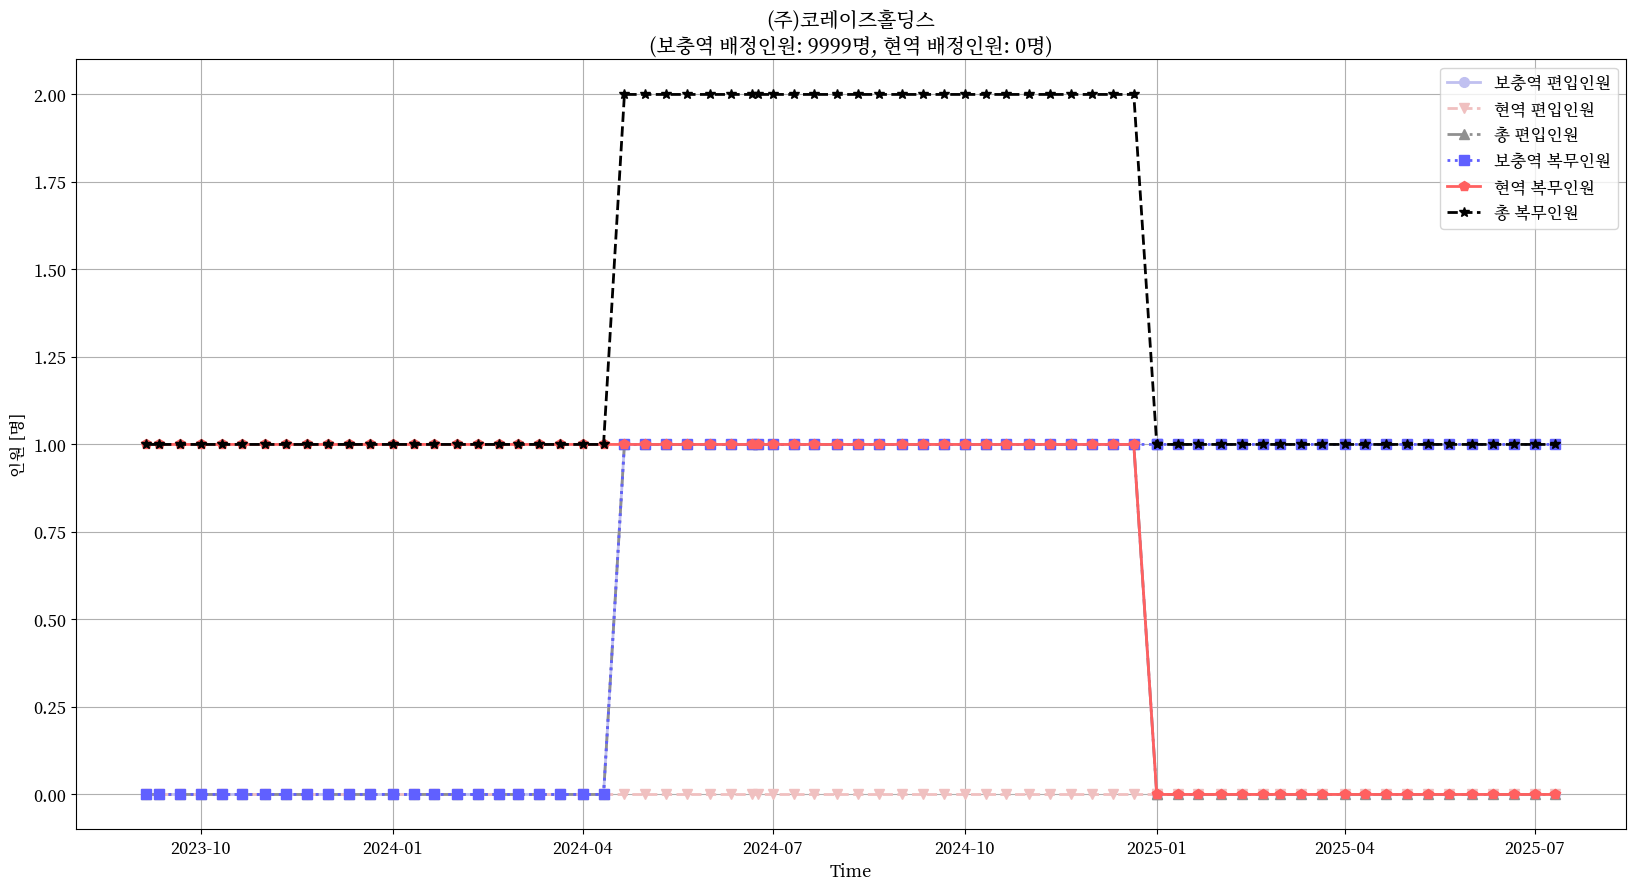 (주)코레이즈홀딩스
(보충역 배정인원: 9999명, 현역 배정인원: 0명)
보충역 편입인원
현역 편입인원
총 편입인원
보충역 복무인원
현역 복무인원
총 복무인원
인원 [명]
2.00
1.75
1.50
1.25
1.00
0.75
0.50
0.25
0.00
2023-10
2024-01
2024-04
2024-07
2024-10
2025-01
2025-04
2025-07
Time